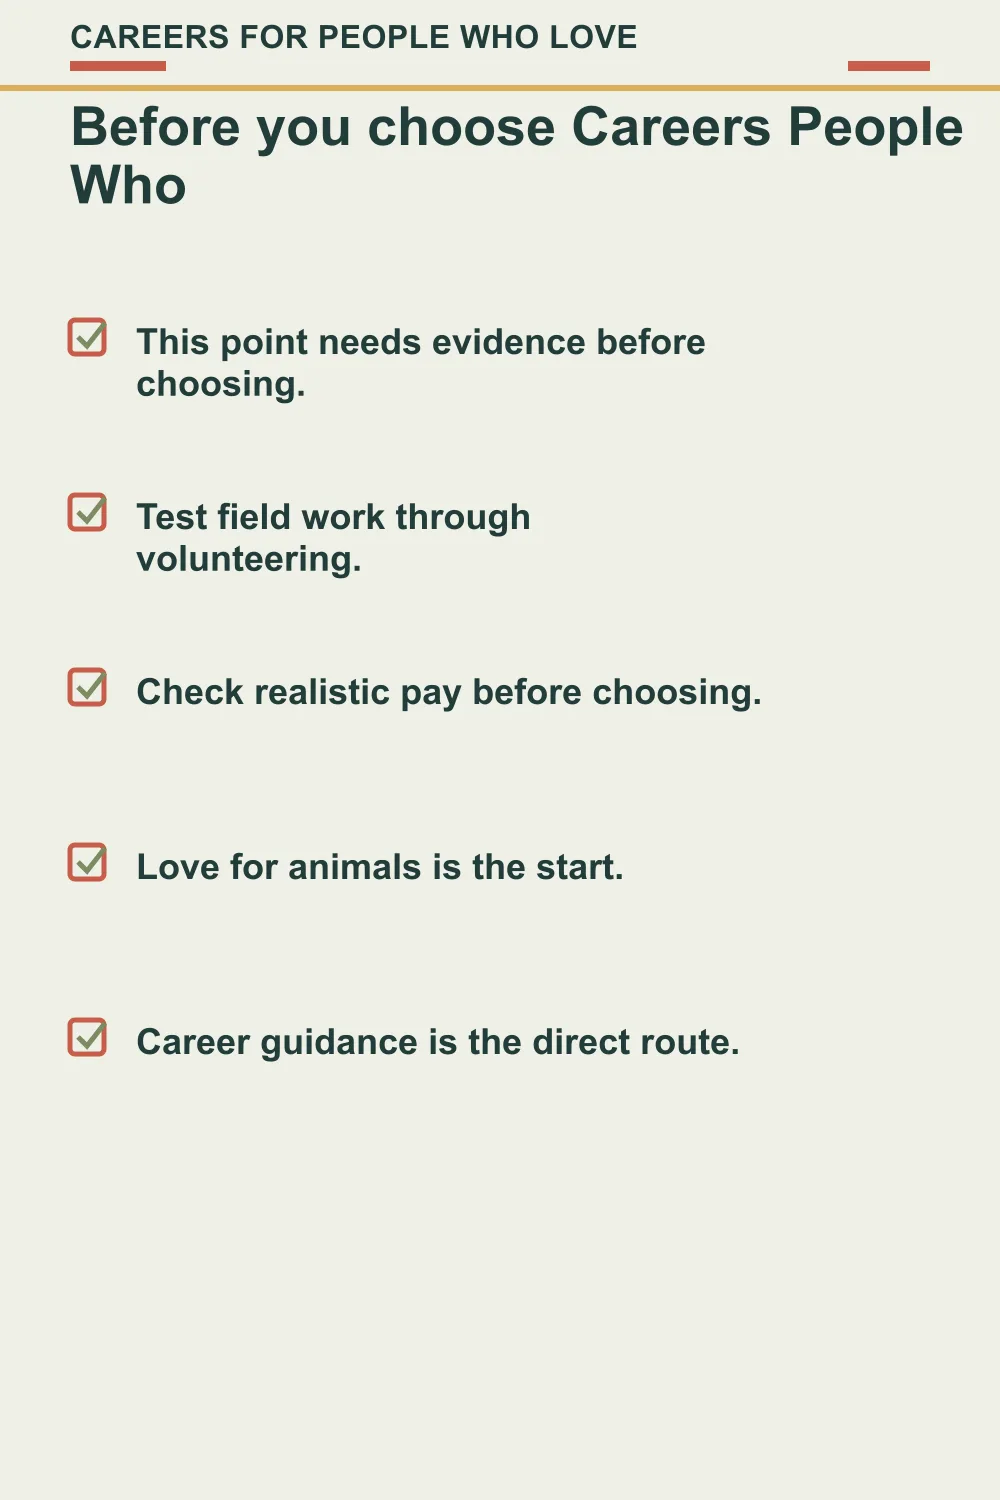 CAREERS FOR PEOPLE WHO LOVE
Before you choose Careers People
Who
This point needs evidence before
choosing.
Test field work through
volunteering.
Check realistic pay before choosing.
Love for animals is the start.
Career guidance is the direct route.